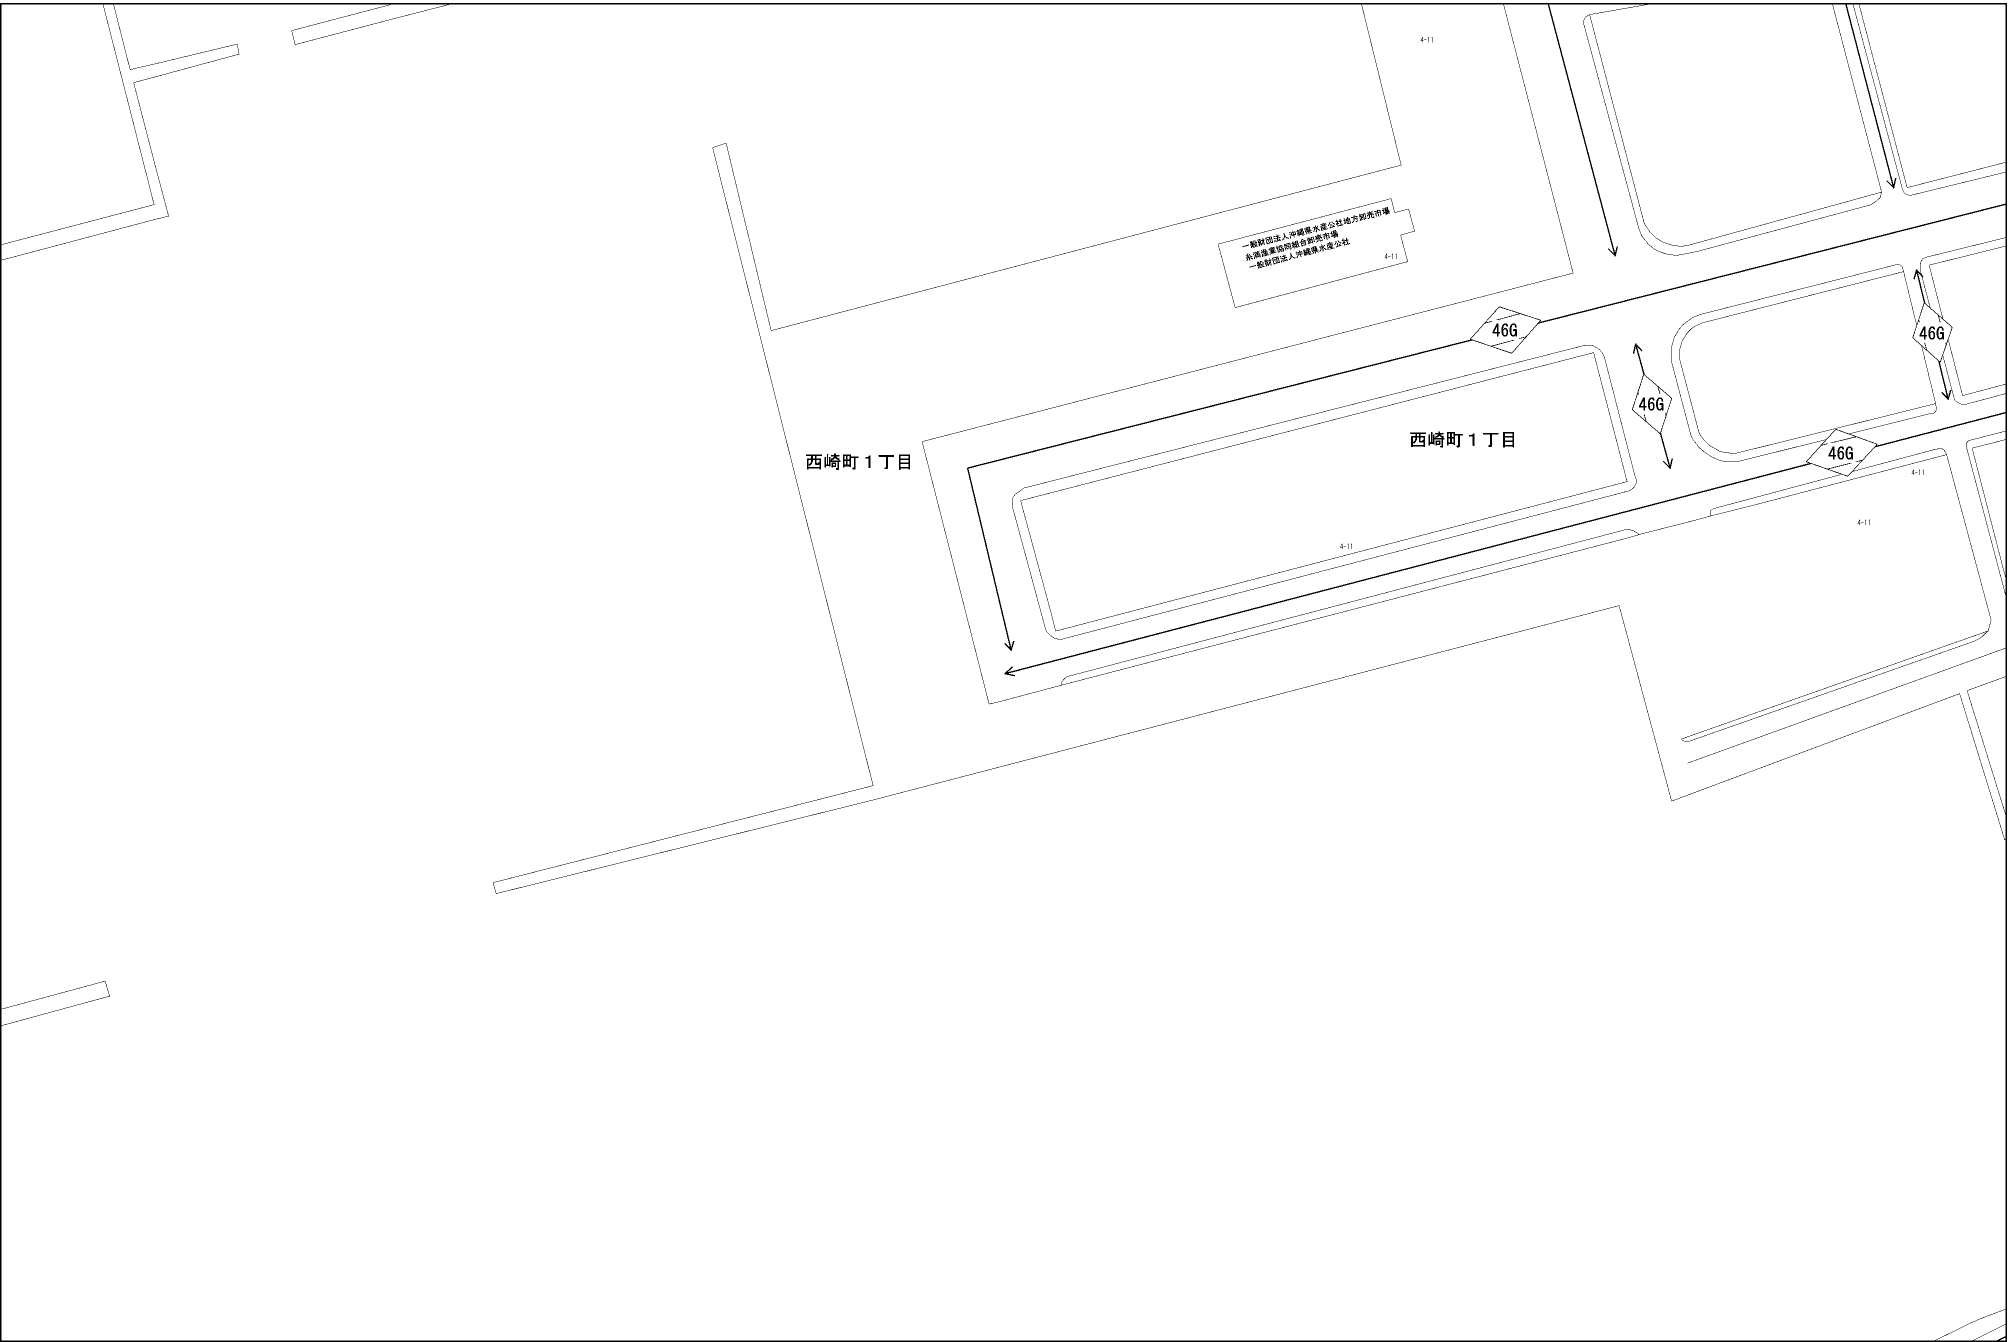 4-11
一般財団法人沖縄県水産公社地方卸売市場
糸満漁業協同組合卸売市場
一般財団法人沖縄県水産公社
4-11
46G
46G
46G
西崎町1丁目
西崎町1丁目
46G
4-11
4-11
4-11